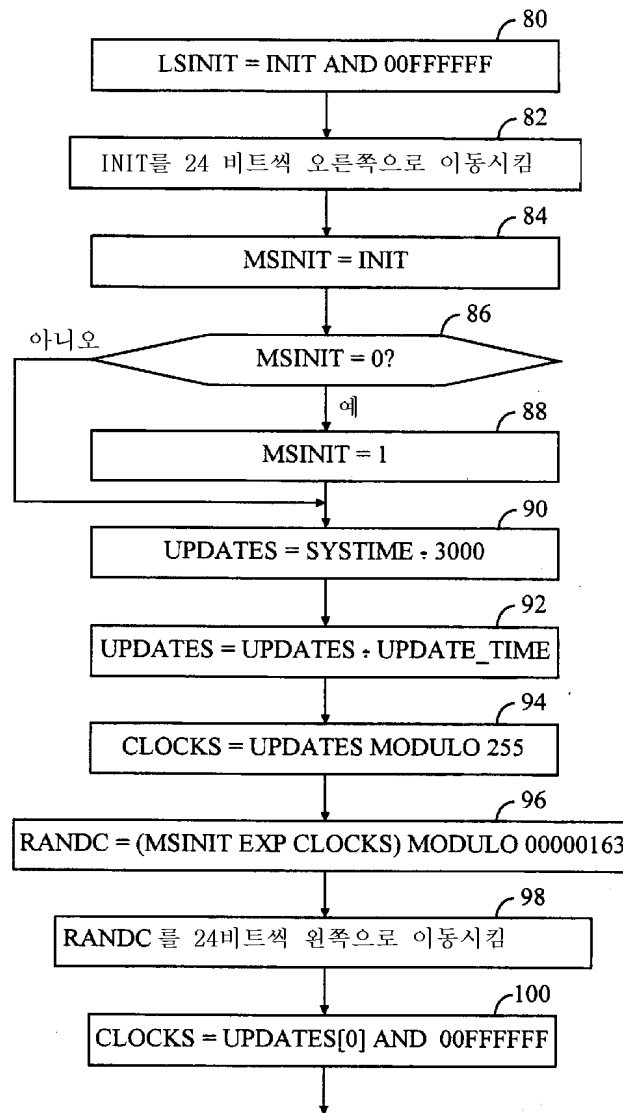 80
LSINIT = INIT AND 00FFFFFF
82
INIT를 24 비트씩 오른쪽으로 이동시킴
84
MSINIT = INIT
86
아니오
MSINIT = 0?
예
88
MSINIT = 1
90
UPDATES = SYSTIME ÷ 3000
92
UPDATES = UPDATES ÷ UPDATE_TIME
94
CLOCKS = UPDATES MODULO 255
96
RANDC = (MSINIT EXP CLOCKS) MODULO 00000163
98
RANDC 를 24비트씩 왼쪽으로 이동시킴
100
CLOCKS = UPDATES[0] AND 00FFFFFF